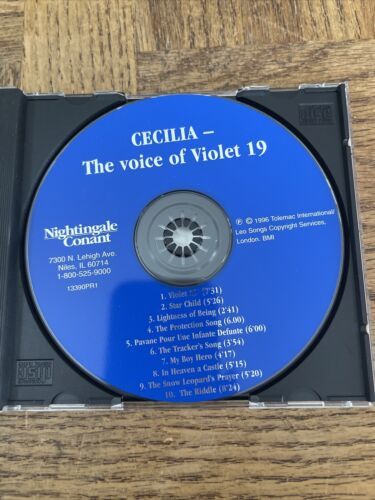 CECILIA –
The voice of Violet 19
Nightingale
Conant
7300 N. Lehigh Ave.
Niles, IL 60714
1-800-525-9000
13390PR1
℗ © 1996 Tolemac International/
Leo Songs Copyright Services,
London. BMI
1. Violet (7:31)
2. Star Child (5:26)
3. Lightness of Being (2:41)
4. The Protection Song (6.00)
5. Pavane Pour Une Infante Defunte (6'00)
6. The Tracker's Song (3'54)
7. My Boy Hero (4'17)
8. In Heaven a Castle (5'15)
9. The Snow Leopard's Prayer (5'20)
10. The Riddle (8'24)